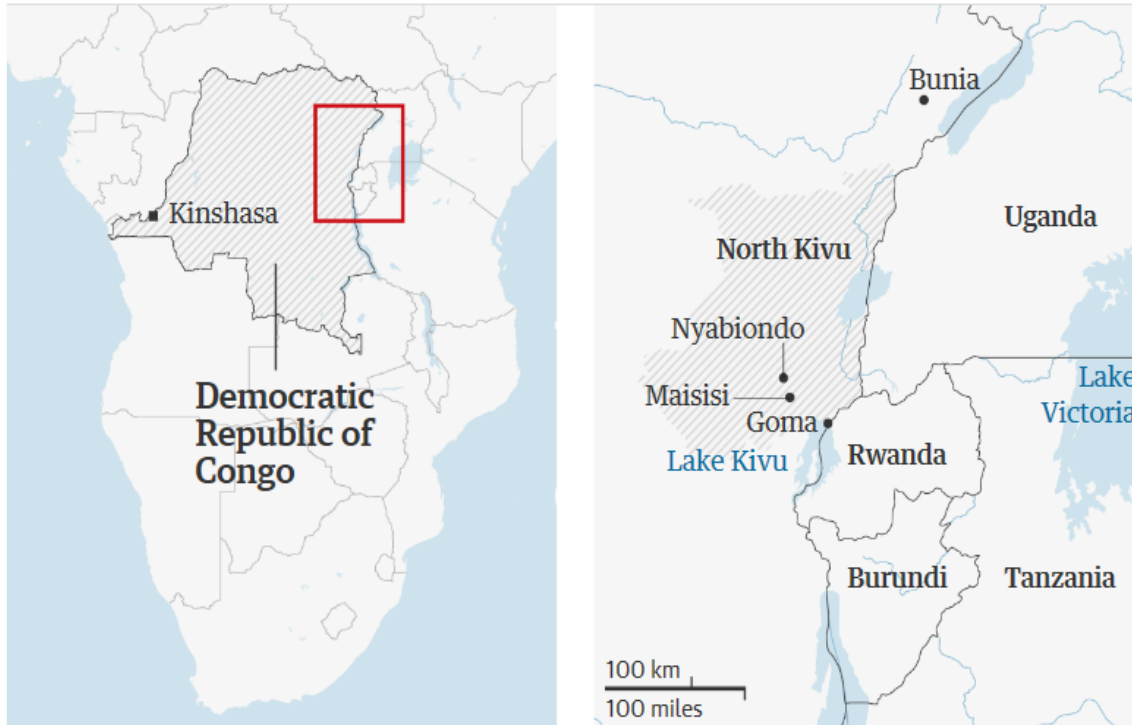 Kinshasa
Democratic
Republic of
Congo
Bunia
Uganda
North Kivu
Nyabiondo
Maisisi
Goma
Lake Kivu
Lake
Victoria
Rwanda
Burundi
Tanzania
100 km
100 miles